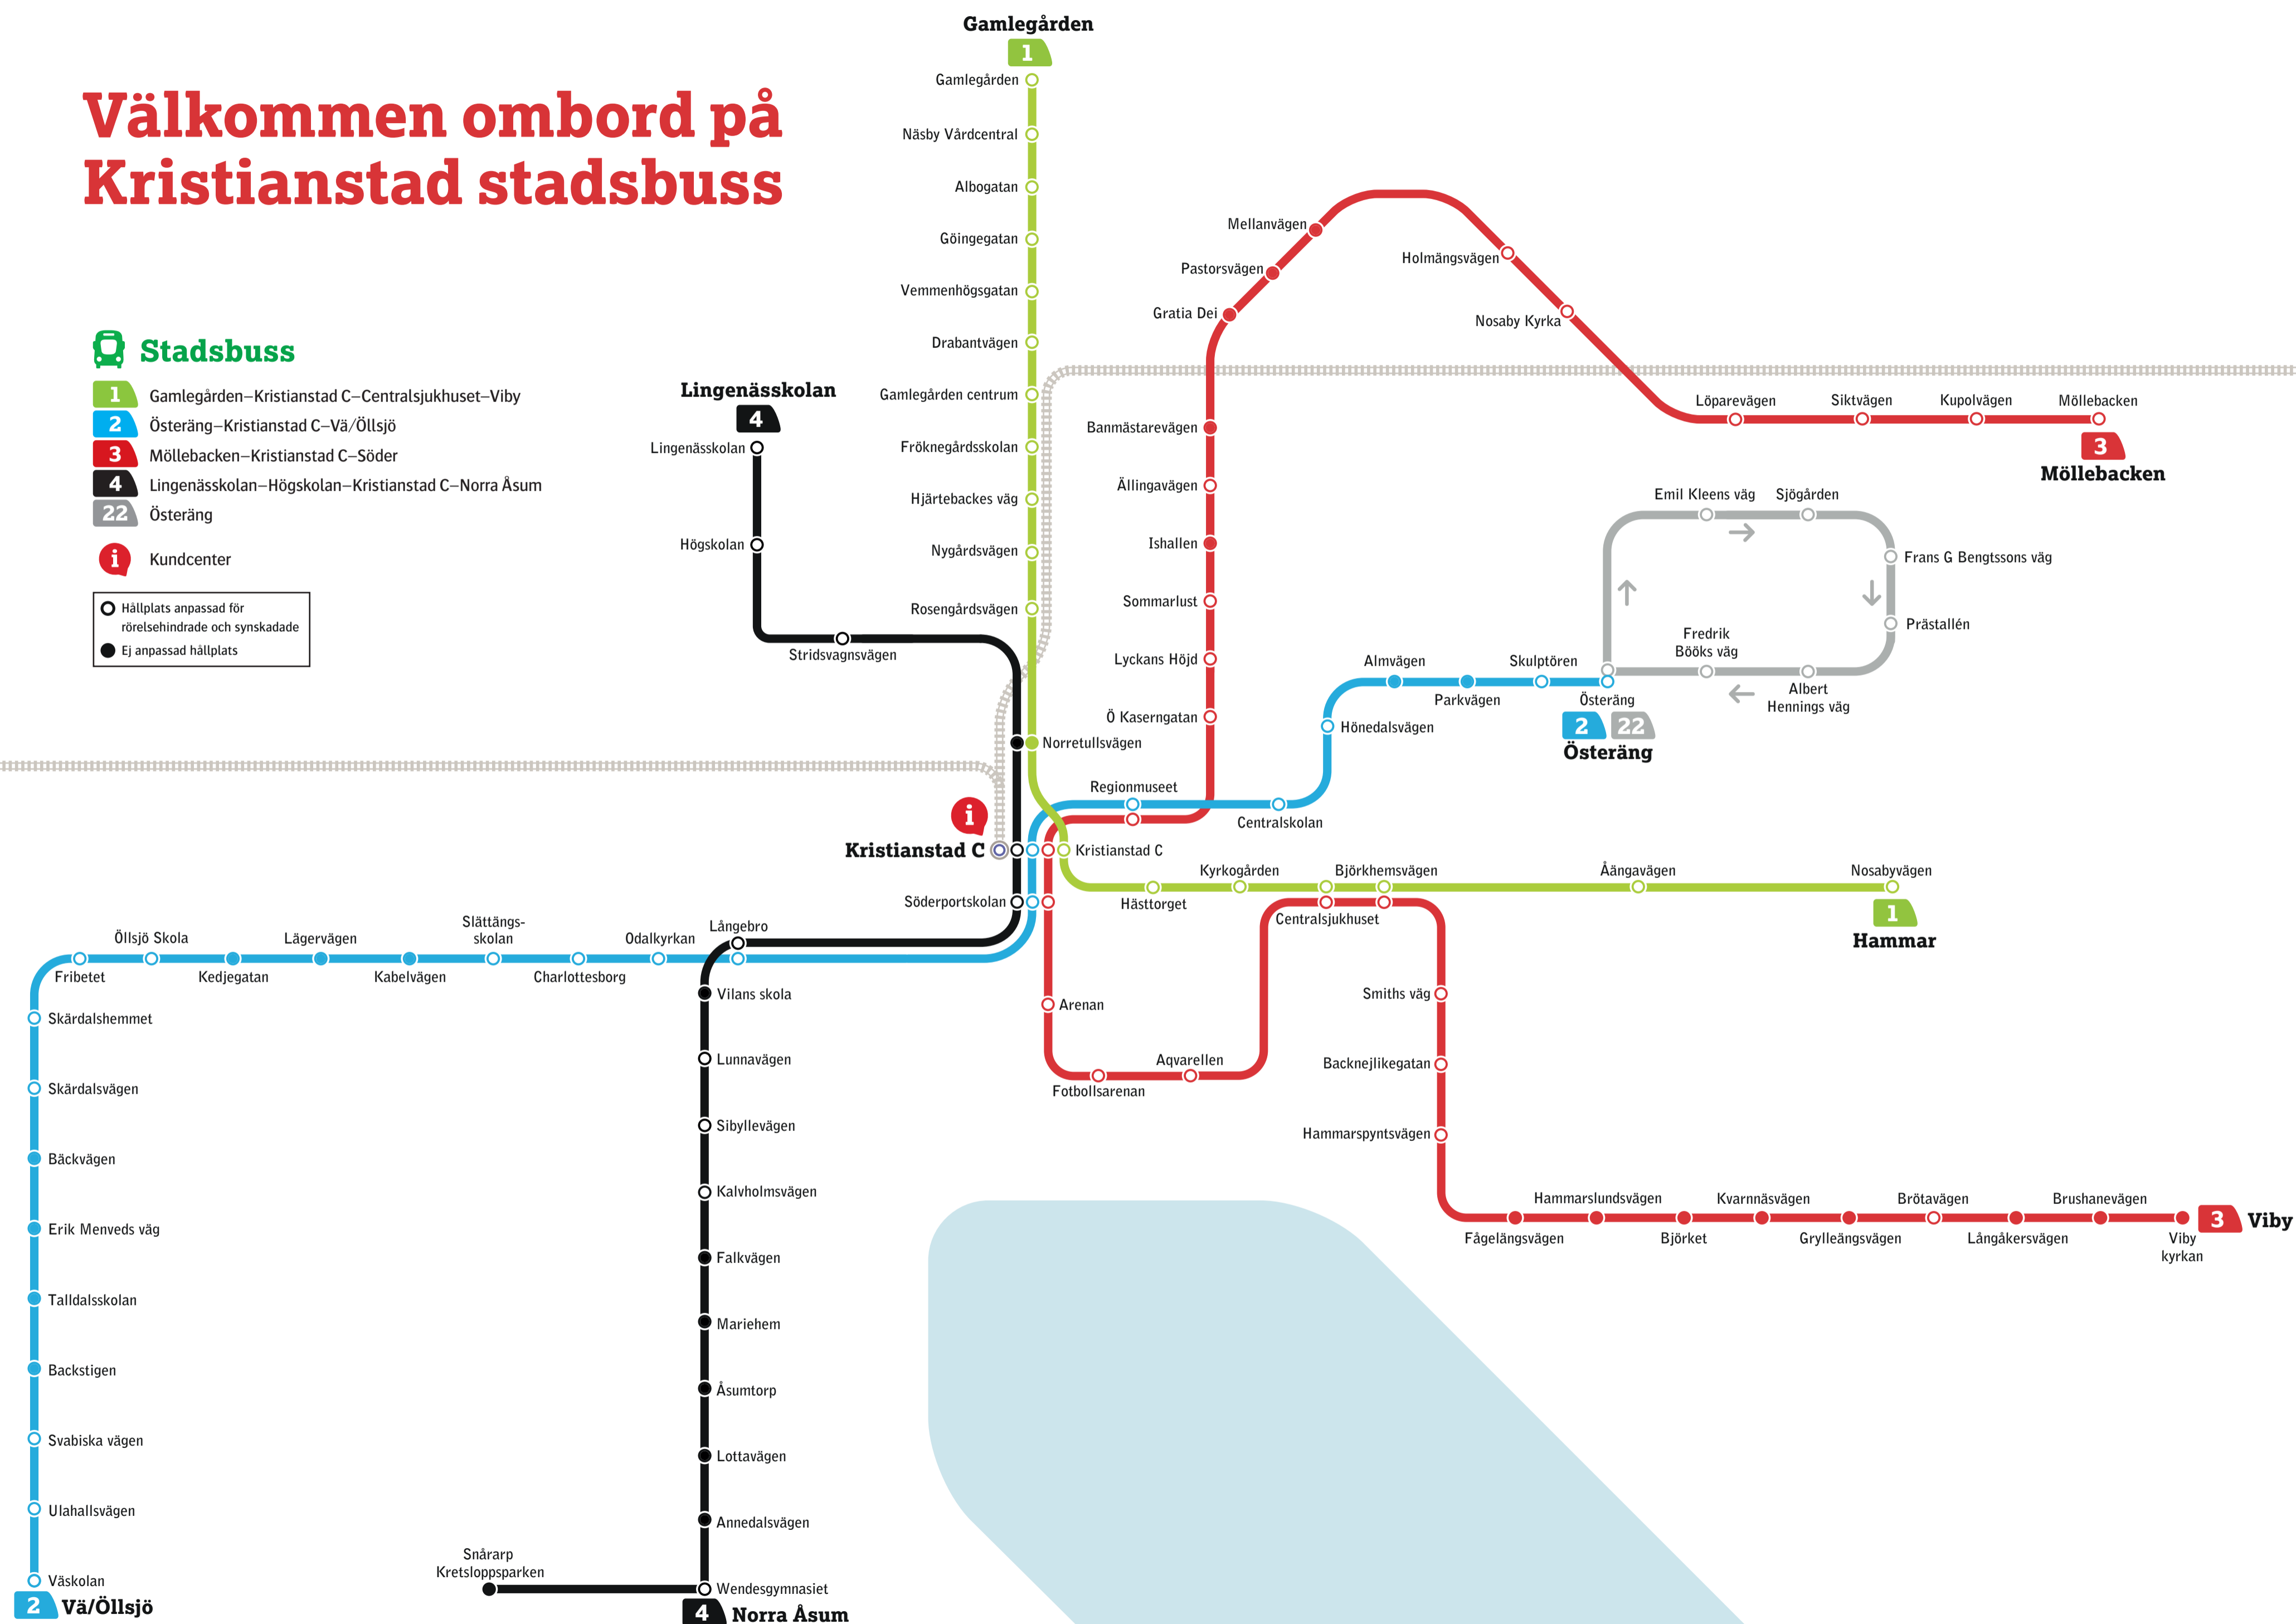 Välkommen ombord på
Kristianstad stadsbuss
Stadsbuss
1 Gamlegården–Kristianstad C–Centralsjukhuset–Viby
2 Österäng–Kristianstad C–Vä/Öllsjö
3 Möllebacken–Kristianstad C–Söder
4 Lingenässkolan–Högskolan–Kristianstad C–Norra Åsum
22 Österäng
i Kundcenter
Hållplats anpassad för
rörelsehindrade och synskadade
Ej anpassad hållplats
Gamlegården
1
Gamlegården
Näsby Vårdcentral
Albogatan
Göingegatan
Vemmenhögsgatan
Drabantvägen
Gamlegården centrum
Fröknegårdsskolan
Hjärtebackes väg
Nygårdsvägen
Rosengårdsvägen
Norretullsvägen
Lingenässkolan
4
Lingenässkolan
Högskolan
Stridsvagnsvägen
Mellanvägen
Pastorsvägen
Gratia Dei
Banmästarevägen
Ällingavägen
Ishallen
Sommarlust
Lyckans Höjd
Ö Kaserngatan
Holmängsvägen
Nosaby Kyrka
Löparevägen
Siktvägen
Kupolvägen
Möllebacken
3
Möllebacken
Emil Kleens väg
Sjögården
Frans G Bengtssons väg
Prästallén
Fredrik
Bööks väg
Albert
Hennings väg
Almvägen
Skulptören
Parkvägen
Österäng
2 22
Österäng
Hönedalsvägen
Regionmuseet
Centralskolan
i
Kristianstad C
Kristianstad C
Söderportskolan
Hästtorget
Kyrkogården
Björkhemsvägen
Centralsjukhuset
Åängavägen
Nosabyvägen
1
Hammar
Arenan
Fotbollsarenan
Aqvarellen
Smiths väg
Backnejlikegatan
Hammarspyntsvägen
Fågelängsvägen
Hammarslundsvägen
Björket
Kvarnnäsvägen
Grylleängsvägen
Brötavägen
Långåkersvägen
Brushanevägen
Viby
kyrkan
3 Viby
Långebro
Odalkyrkan
Charlottesborg
Slättängs-
skolan
Kabelvägen
Lägervägen
Kedjegatan
Öllsjö Skola
Fribetet
Skärdalshemmet
Skärdalsvägen
Bäckvägen
Erik Menveds väg
Talldalsskolan
Backstigen
Svabiska vägen
Ulahallsvägen
Väskolan
2 Vä/Öllsjö
Vilans skola
Lunnavägen
Sibyllevägen
Kalvholmsvägen
Falkvägen
Mariehem
Åsumtorp
Lottavägen
Annedalsvägen
Snårarp
Kretsloppsparken
Wendesgymnasiet
4 Norra Åsum